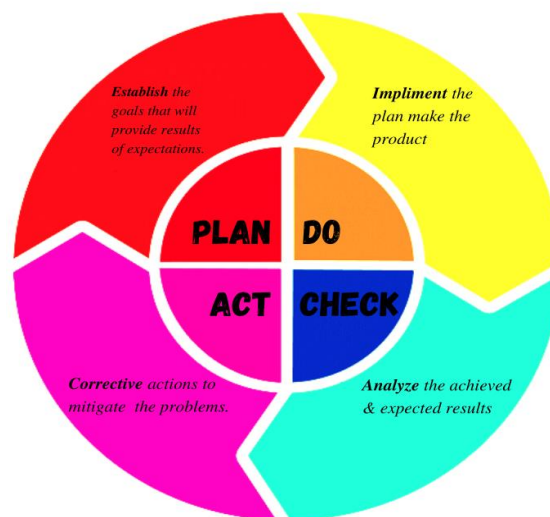 Establish the
goals that will
provide results
of expectations.
Impliment the
plan make the
product
PLAN
DO
ACT
CHECK
Corrective actions to
mitigate the problems.
Analyze the achieved
& expected results